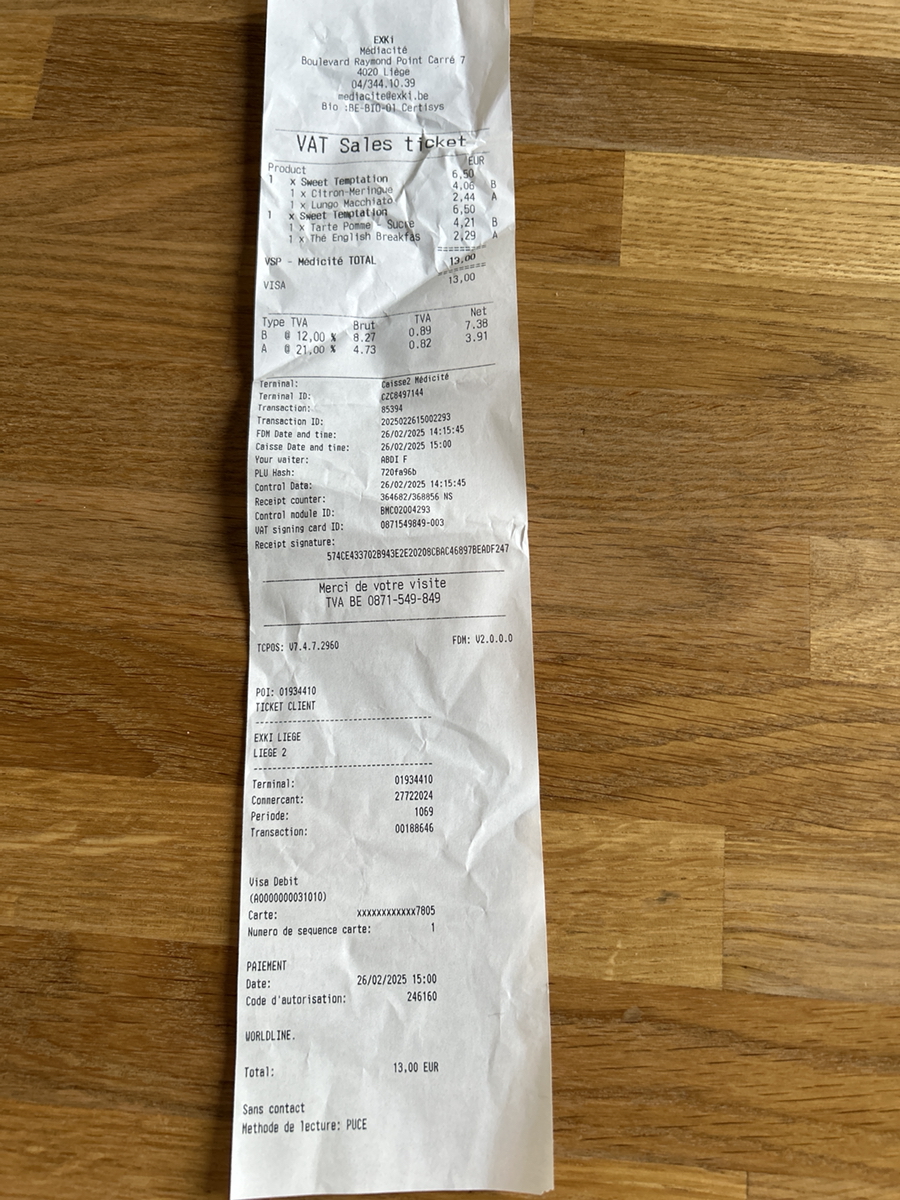 EXKi
Médiacité
Boulevard Raymond Point Carré 7
4020 Liège
04/344.10.39
mediacite@exki.be
Bio :BE-BIO-01 Certisys
VAT Sales ticket
Product EUR
1 x Sweet Temptation 6,50
1 x Citron-Meringue 4,06 B
1 x Lungo Macchiato 2,44 A
1 x Sweet Temptation 6,50
1 x Tarte Pomme - Sucre 4,21 B
1 x Thé English Breakfas 2,29 A
========
VSP - Médicité TOTAL 13,00
========
VISA 13,00
Type TVA Brut TVA Net
B @ 12,00 % 8.27 0.89 7.38
A @ 21.00 % 4.73 0.82 3.91
Terminal: Caisse2 Médicité
Terminal ID: CZC8497144
Transaction: 85394
Transaction ID: 2025022615002293
FDM Date and time: 26/02/2025 14:15:45
Caisse Date and time: 26/02/2025 15:00
Your waiter: ABDI F
PLU Hash: 720fa96b
Control Date: 26/02/2025 14:15:45
Receipt counter: 364682/368856 NS
Control module ID: BMC02004293
VAT signing card ID: 0871549849-003
Receipt signature:
574CE433702B943E2E20208CBAC46897BEADF247
Merci de votre visite
TVA BE 0871-549-849
TCPOS: V7.4.7.2960 FDM: V2.0.0.0
POI: 01934410
TICKET CLIENT
--------------------------------
EXKI LIEGE
LIEGE 2
--------------------------------
Terminal: 01934410
Commercant: 27722024
Periode: 1069
Transaction: 00188646
Visa Debit
(A0000000031010)
Carte: xxxxxxxxxxxx7805
Numero de sequence carte: 1
PAIEMENT
Date: 26/02/2025 15:00
Code d'autorisation: 246160
WORLDLINE.
Total: 13,00 EUR
Sans contact
Methode de lecture: PUCE